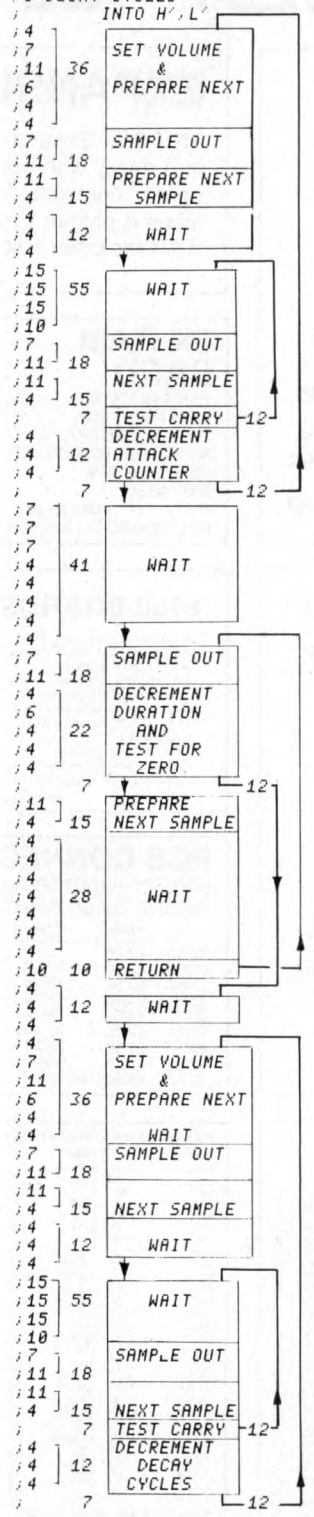 ; INTO H', L'
;4
;7 SET VOLUME
;11 36 &
;6 PREPARE NEXT
;4
;4
;7 SAMPLE OUT
;11 18
;11 PREPARE NEXT
;4 15 SAMPLE
;4
;4 12 WAIT
;4
;15
;15 55 WAIT
;15
;10
;7 SAMPLE OUT
;11 18
;11 NEXT SAMPLE
;4 15
; 7 TEST CARRY 12
;4 DECREMENT
;4 12 ATTACK
;4 COUNTER
; 7 12
;7
;7
;7
;4
;4 41 WAIT
;4
;4
;4
;7 SAMPLE OUT
;11 18
;4 DECREMENT
;6 DURATION
;4 22 AND
;4 TEST FOR
;4 ZERO
; 7 12
;11 PREPARE
;4 15 NEXT SAMPLE
;4
;4
;4
;4 28 WAIT
;4
;4
;4
;10 10 RETURN
;4
;4 12 WAIT
;4
;4
;7 SET VOLUME
;11 &
;6 36 PREPARE NEXT
;4
;4 WAIT
;7 SAMPLE OUT
;11 18
;11
;4 15 NEXT SAMPLE
;4
;4 12 WAIT
;4
;15
;15 55 WAIT
;15
;10
;7 SAMPLE OUT
;11 18
;11
;4 15 NEXT SAMPLE
; 7 TEST CARRY 12
;4 DECREMENT
;4 12 DECAY
;4 CYCLES
; 7 12